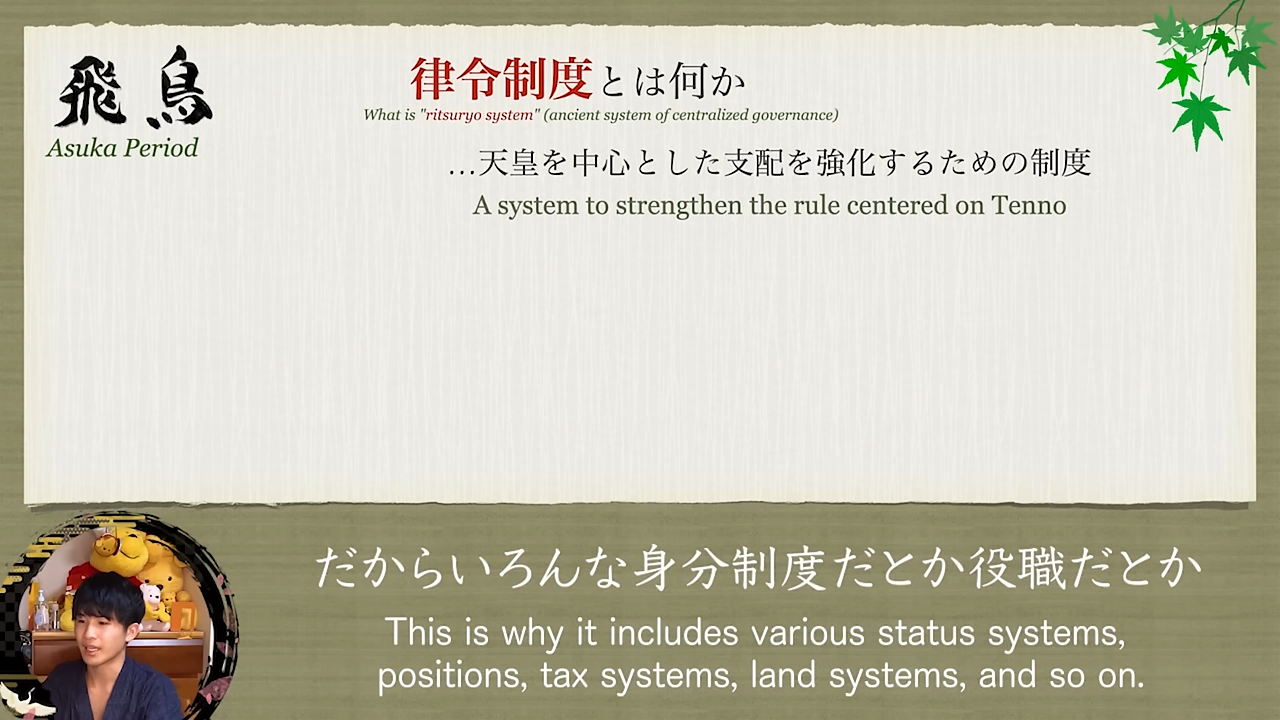 飛鳥
Asuka Period
律令制度とは何か
What is "ritsuryo system" (ancient system of centralized governance)
…天皇を中心とした支配を強化するための制度
A system to strengthen the rule centered on Tenno
だからいろんな身分制度だとか役職だとか
This is why it includes various status systems,
positions, tax systems, land systems, and so on.